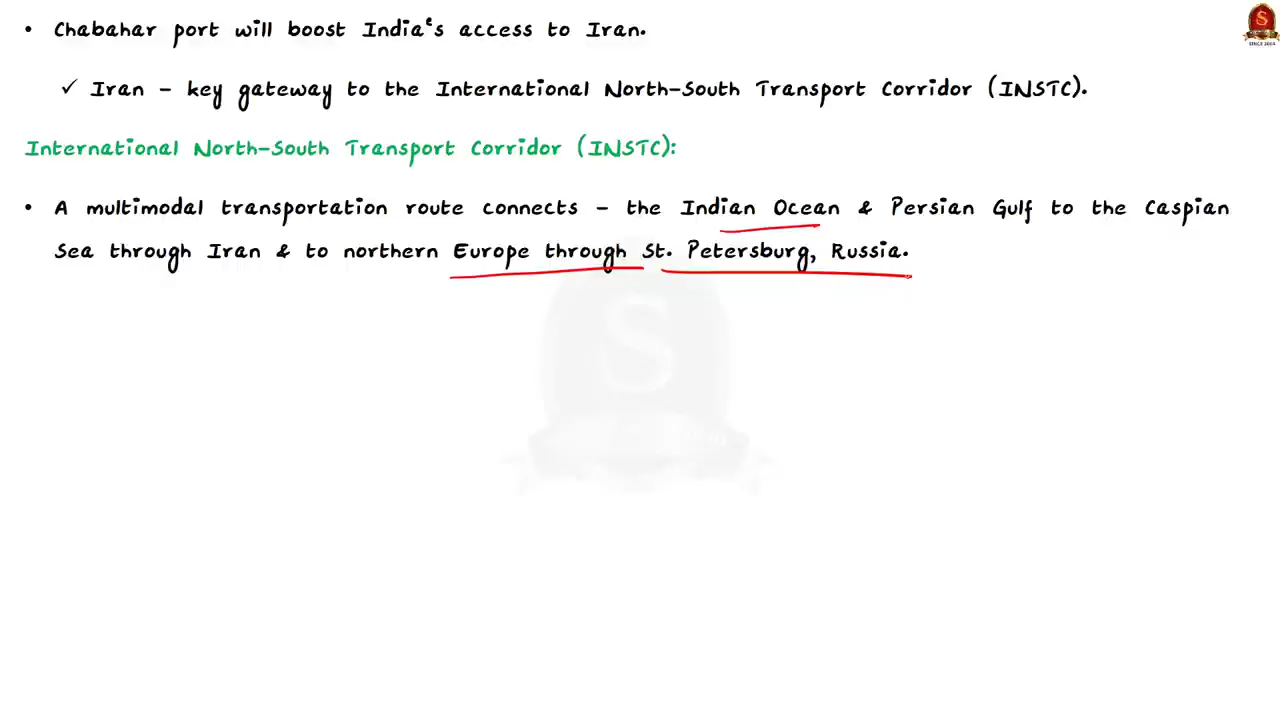 • Chabahar port will boost India's access to Iran.
✓ Iran - key gateway to the International North-South Transport Corridor (INSTC).
International North-South Transport Corridor (INSTC):
• A multimodal transportation route connects - the Indian Ocean & Persian Gulf to the Caspian
Sea through Iran & to northern Europe through St. Petersburg, Russia.
S
S
SINCE 2004